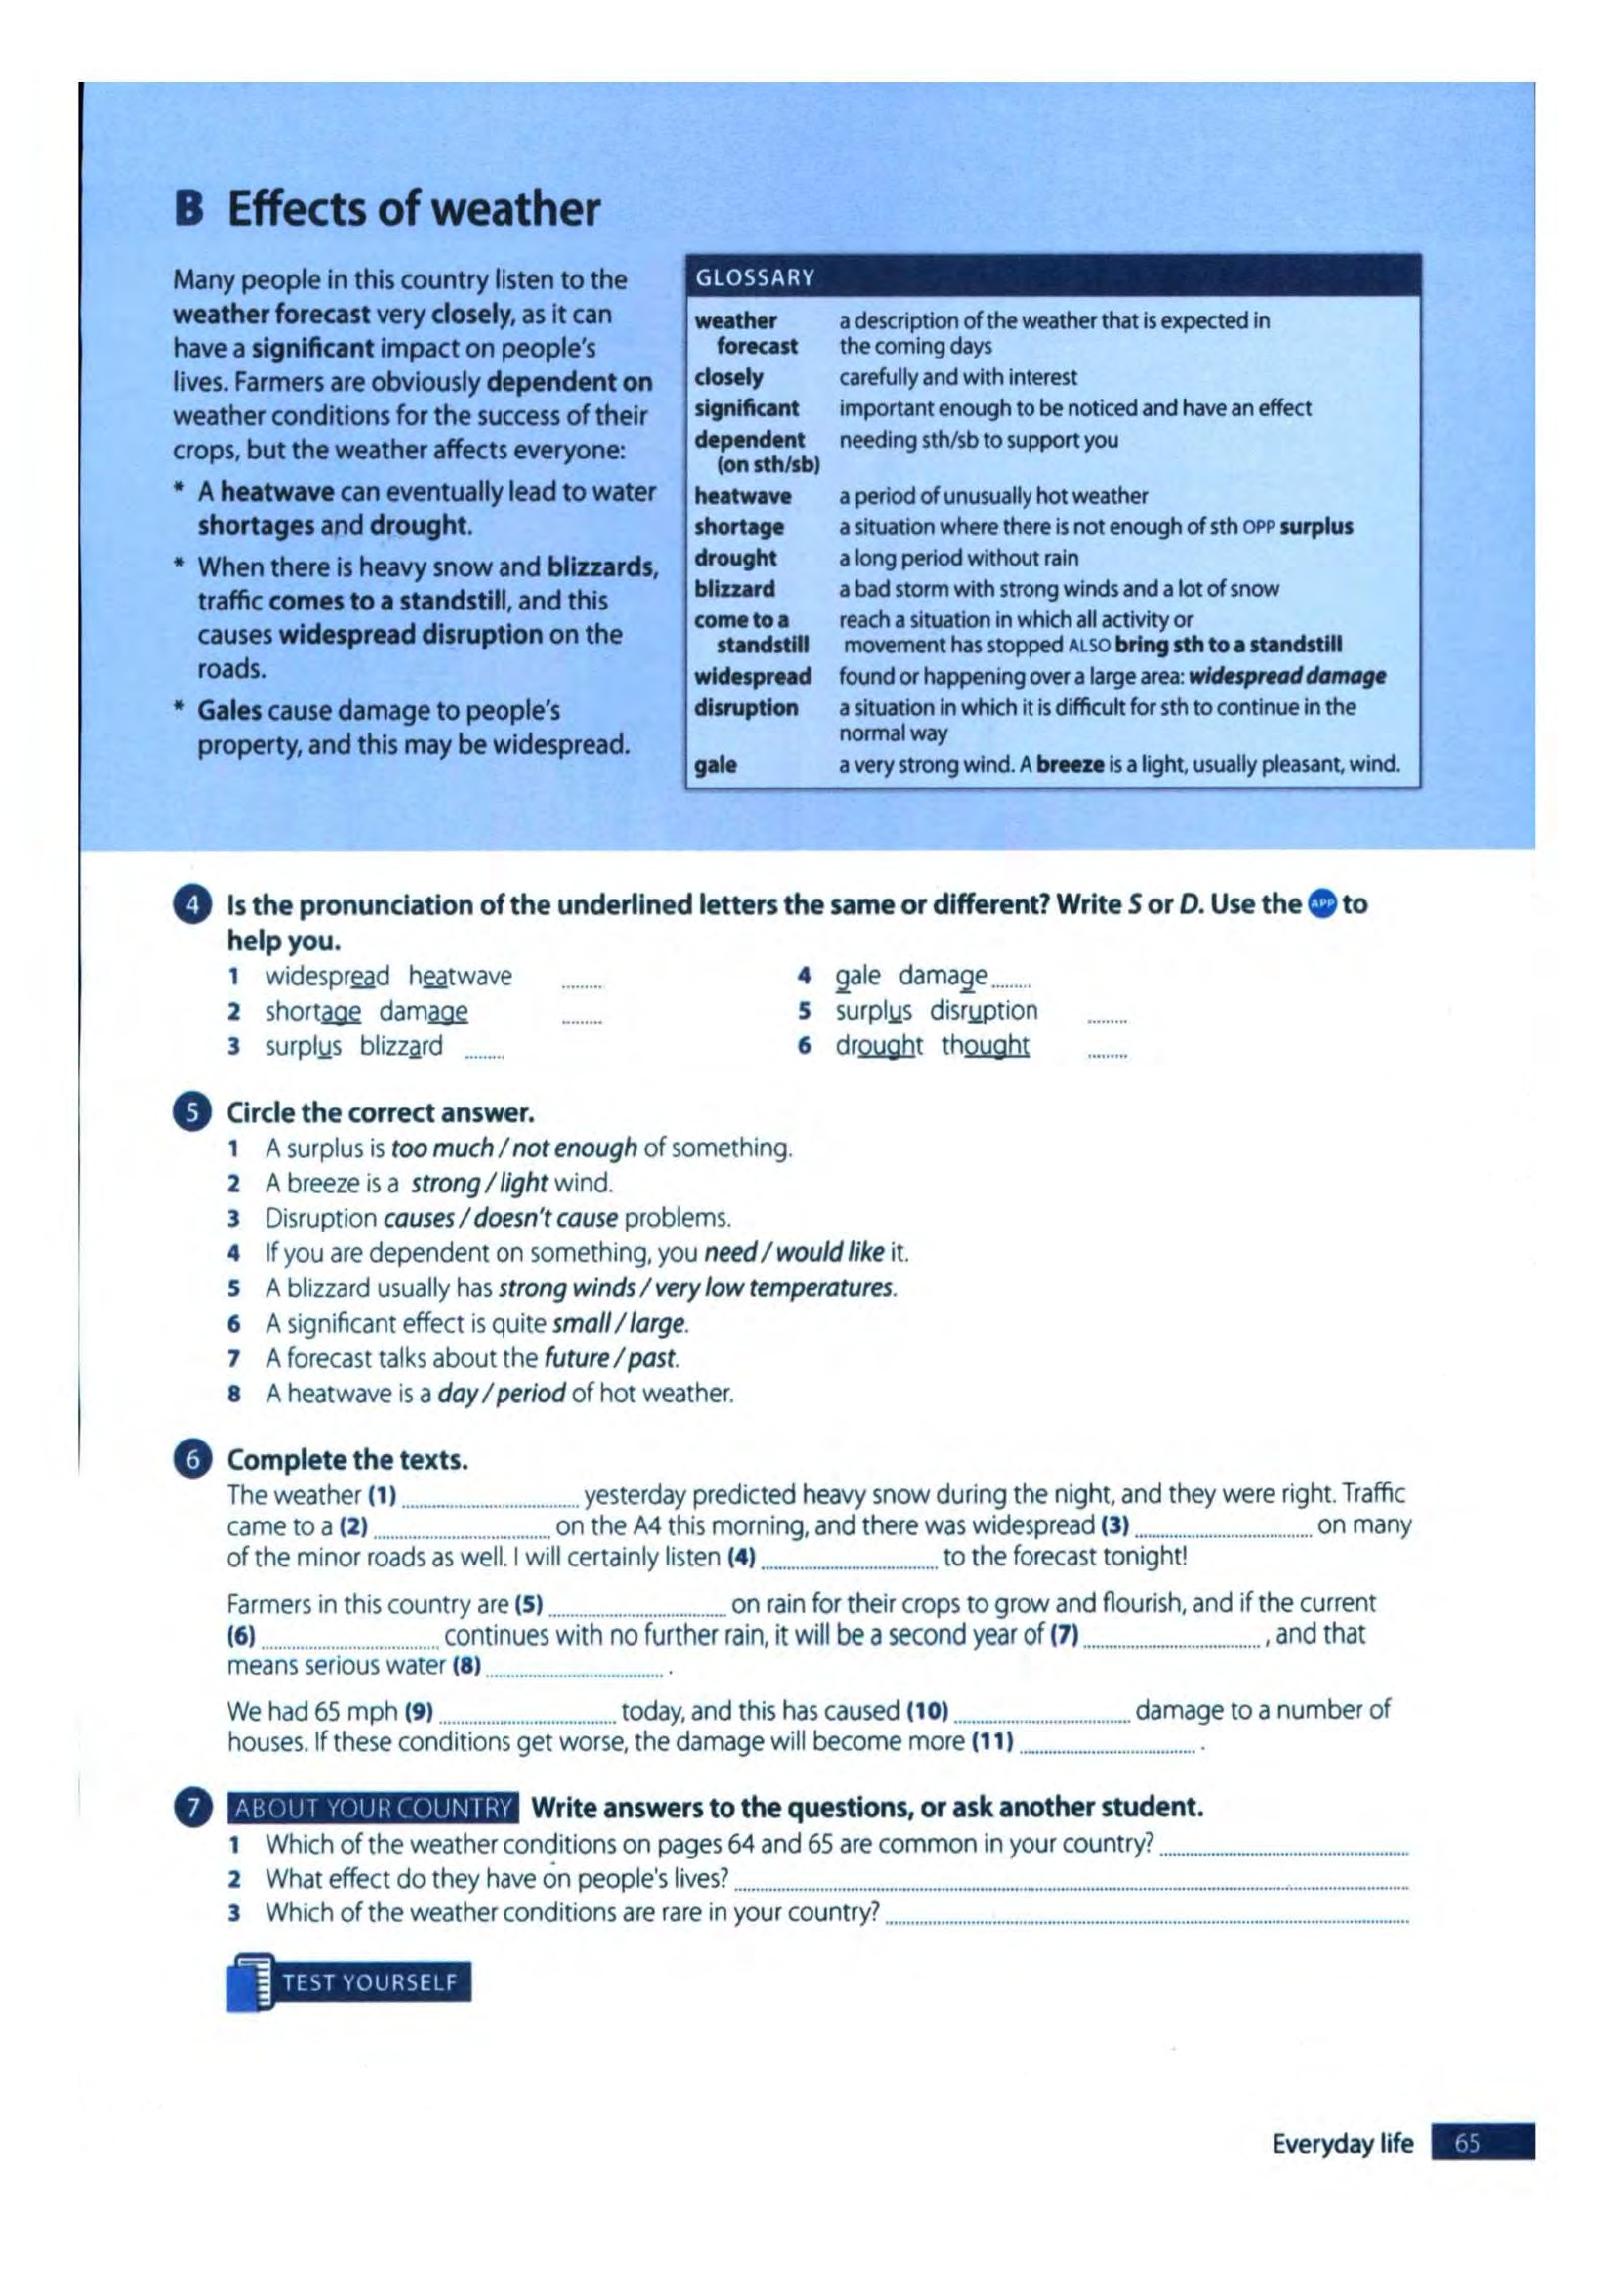 B Effects of weather
Many people in this country listen to the
weather forecast very closely, as it can
have a significant impact on people's
lives. Farmers are obviously dependent on
weather conditions for the success of their
crops, but the weather affects everyone:
* A heatwave can eventually lead to water
shortages and drought.
* When there is heavy snow and blizzards,
traffic comes to a standstill, and this
causes widespread disruption on the
roads.
* Gales cause damage to people's
property, and this may be widespread.
GLOSSARY
weather forecast a description of the weather that is expected in
the coming days
closely carefully and with interest
significant important enough to be noticed and have an effect
dependent (on sth/sb) needing sth/sb to support you
heatwave a period of unusually hot weather
shortage a situation where there is not enough of sth OPP surplus
drought a long period without rain
blizzard a bad storm with strong winds and a lot of snow
come to a standstill reach a situation in which all activity or
movement has stopped ALSO bring sth to a standstill
widespread found or happening over a large area: widespread damage
disruption a situation in which it is difficult for sth to continue in the
normal way
gale a very strong wind. A breeze is a light, usually pleasant, wind.
4 Is the pronunciation of the underlined letters the same or different? Write S or D. Use the APP to
help you.
1 widespread heatwave ........
2 shortage damage ........
3 surplus blizzard ........
4 gale damage ........
5 surplus disruption ........
6 drought thought ........
5 Circle the correct answer.
1 A surplus is too much / not enough of something.
2 A breeze is a strong / light wind.
3 Disruption causes / doesn't cause problems.
4 If you are dependent on something, you need / would like it.
5 A blizzard usually has strong winds / very low temperatures.
6 A significant effect is quite small / large.
7 A forecast talks about the future / past.
8 A heatwave is a day / period of hot weather.
6 Complete the texts.
The weather (1) ........ yesterday predicted heavy snow during the night, and they were right. Traffic
came to a (2) ........ on the A4 this morning, and there was widespread (3) ........ on many
of the minor roads as well. I will certainly listen (4) ........ to the forecast tonight!
Farmers in this country are (5) ........ on rain for their crops to grow and flourish, and if the current
(6) ........ continues with no further rain, it will be a second year of (7) ........ , and that
means serious water (8) ........ .
We had 65 mph (9) ........ today, and this has caused (10) ........ damage to a number of
houses. If these conditions get worse, the damage will become more (11) ........ .
7 ABOUT YOUR COUNTRY Write answers to the questions, or ask another student.
1 Which of the weather conditions on pages 64 and 65 are common in your country? ........
2 What effect do they have on people's lives? ........
3 Which of the weather conditions are rare in your country? ........
TEST YOURSELF
Everyday life 65